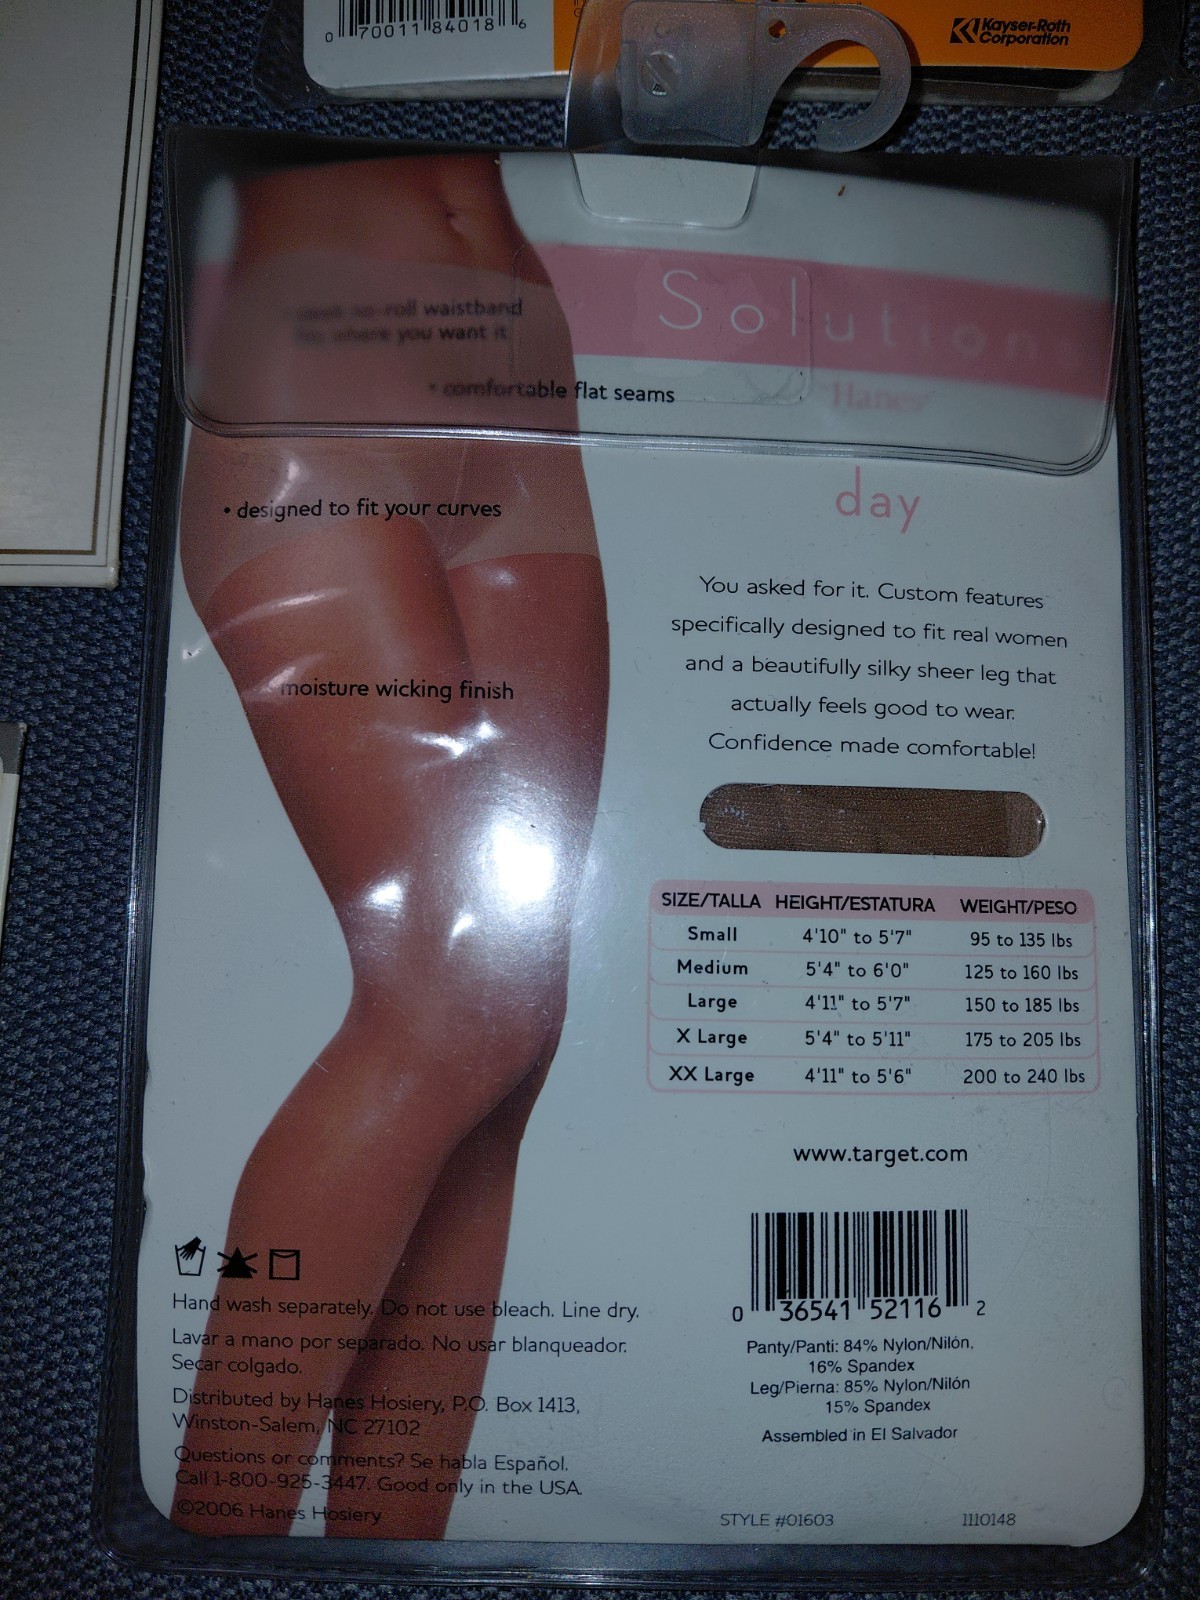 0 70011 84018 6
Kayser-Roth
Corporation
no-roll waistband
where you want it
Solutions
• comfortable flat seams
Hanes
day
• designed to fit your curves
You asked for it. Custom features
specifically designed to fit real women
and a beautifully silky sheer leg that
actually feels good to wear.
Confidence made comfortable!
moisture wicking finish
SIZE/TALLA HEIGHT/ESTATURA WEIGHT/PESO
Small 4'10" to 5'7" 95 to 135 lbs
Medium 5'4" to 6'0" 125 to 160 lbs
Large 4'11" to 5'7" 150 to 185 lbs
X Large 5'4" to 5'11" 175 to 205 lbs
XX Large 4'11" to 5'6" 200 to 240 lbs
www.target.com
0 36541 52116 2
Hand wash separately. Do not use bleach. Line dry.
Lavar a mano por separado. No usar blanqueador.
Secar colgado.
Distributed by Hanes Hosiery, P.O. Box 1413,
Winston-Salem, NC 27102
Questions or comments? Se habla Español.
Call 1-800-925-3447. Good only in the USA.
©2006 Hanes Hosiery
Panty/Panti: 84% Nylon/Nilón,
16% Spandex
Leg/Pierna: 85% Nylon/Nilón
15% Spandex
Assembled in El Salvador
STYLE #01603 1110148